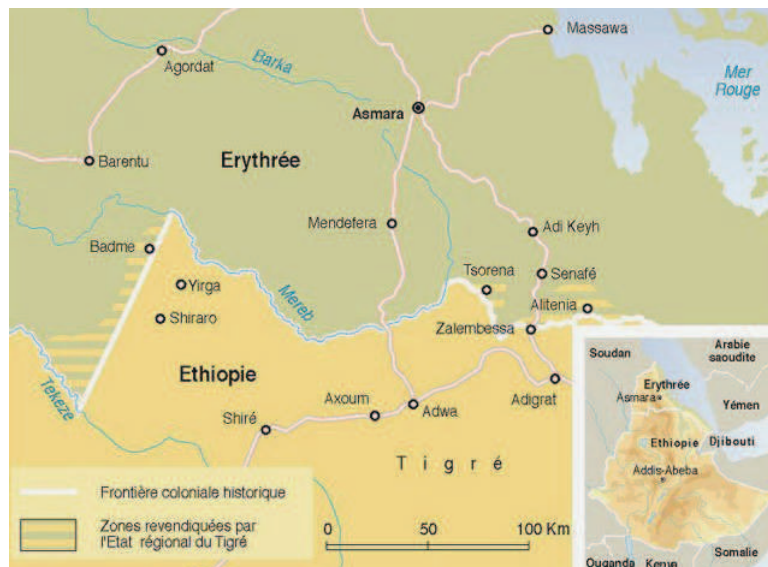 Massawa
Agordat
Barka
Mer
Rouge
Asmara
Barentu
Erythrée
Mendefera
Adi Keyh
Badme
Tsorena
Senafé
Yirga
Mereb
Alitenia
Shiraro
Zalembessa
Tekeze
Ethiopie
Axoum
Adwa
Adigrat
Shiré
Tigré
Frontière coloniale historique
Zones revendiquées par
l'Etat régional du Tigré
0 50 100 Km
Soudan
Arabie
saoudite
Erythrée
Asmara
Yémen
Ethiopie
Djibouti
Addis-Abeba
Somalie
Ouganda
Kenya